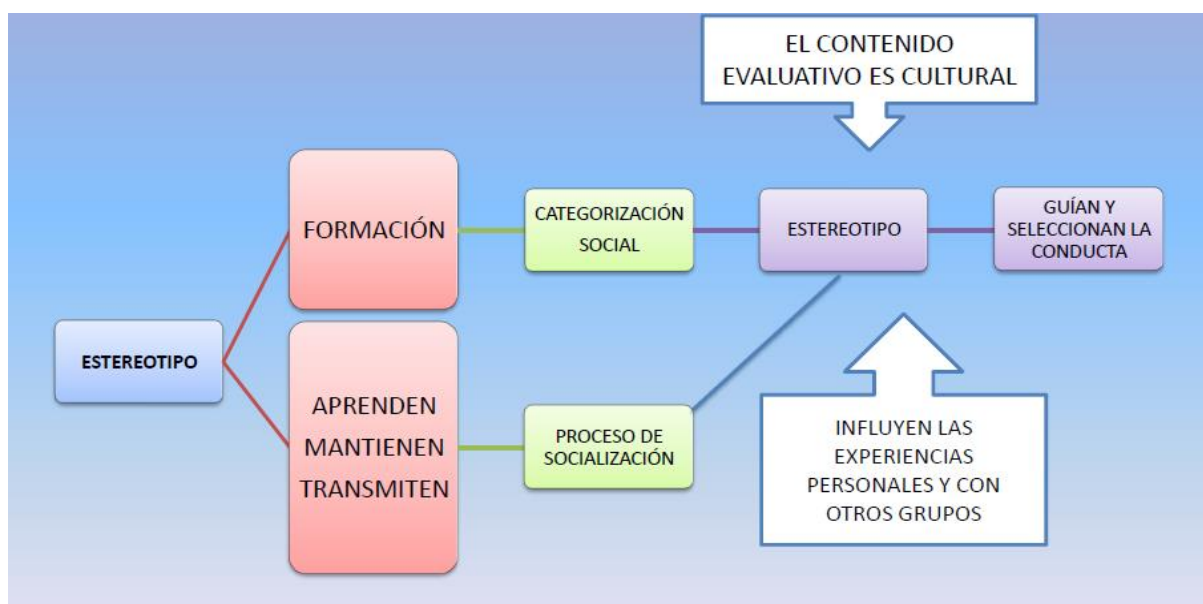 EL CONTENIDO
EVALUATIVO ES CULTURAL
FORMACIÓN
CATEGORIZACIÓN
SOCIAL
ESTEREOTIPO
GUÍAN Y
SELECCIONAN LA
CONDUCTA
ESTEREOTIPO
APRENDEN
MANTIENEN
TRANSMITEN
PROCESO DE
SOCIALIZACIÓN
INFLUYEN LAS
EXPERIENCIAS
PERSONALES Y CON
OTROS GRUPOS